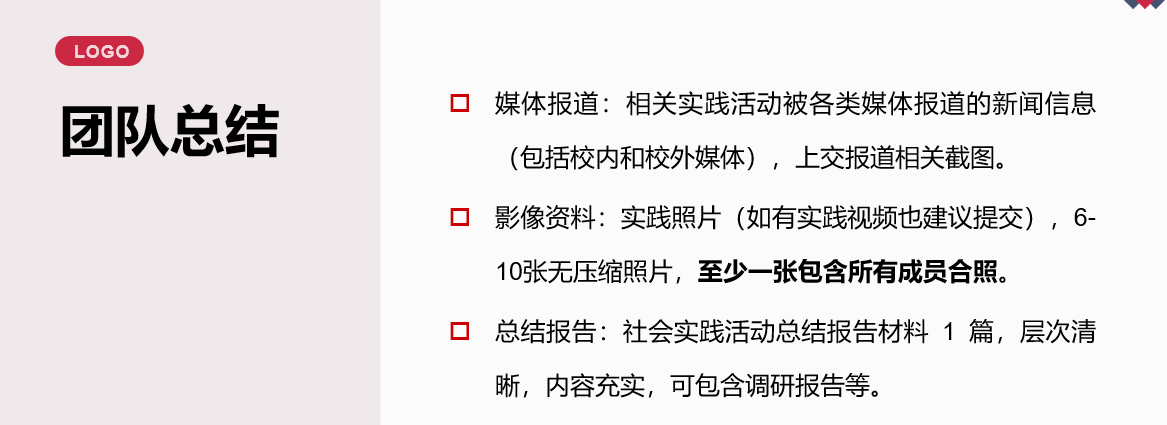 LOGO
团队总结
媒体报道：相关实践活动被各类媒体报道的新闻信息
（包括校内和校外媒体），上交报道相关截图。
影像资料：实践照片（如有实践视频也建议提交），6-
10张无压缩照片，至少一张包含所有成员合照。
总结报告：社会实践活动总结报告材料 1 篇，层次清
晰，内容充实，可包含调研报告等。